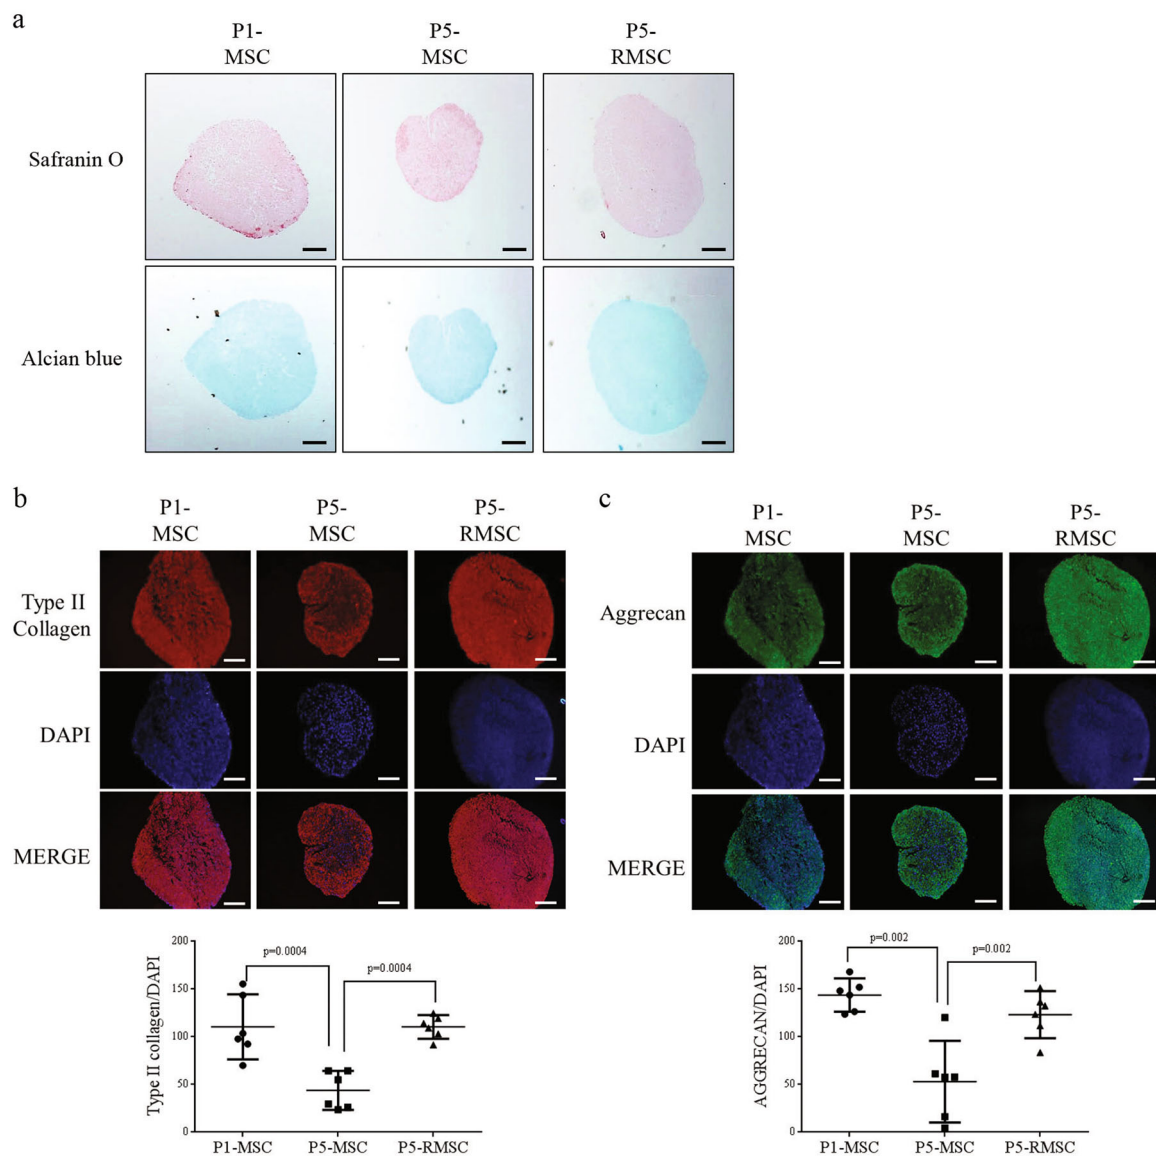 a
P1-
MSC
P5-
MSC
P5-
RMSC
Safranin O
Alcian blue
b
P1-
MSC
P5-
MSC
P5-
RMSC
Type II
Collagen
DAPI
MERGE
200
150
100
50
0
Type II collagen/DAPI
p=0.0004
p=0.0004
P1-MSC
P5-MSC
P5-RMSC
c
P1-
MSC
P5-
MSC
P5-
RMSC
Aggrecan
DAPI
MERGE
200
150
100
50
0
AGGRECAN/DAPI
p=0.002
p=0.002
P1-MSC
P5-MSC
P5-RMSC